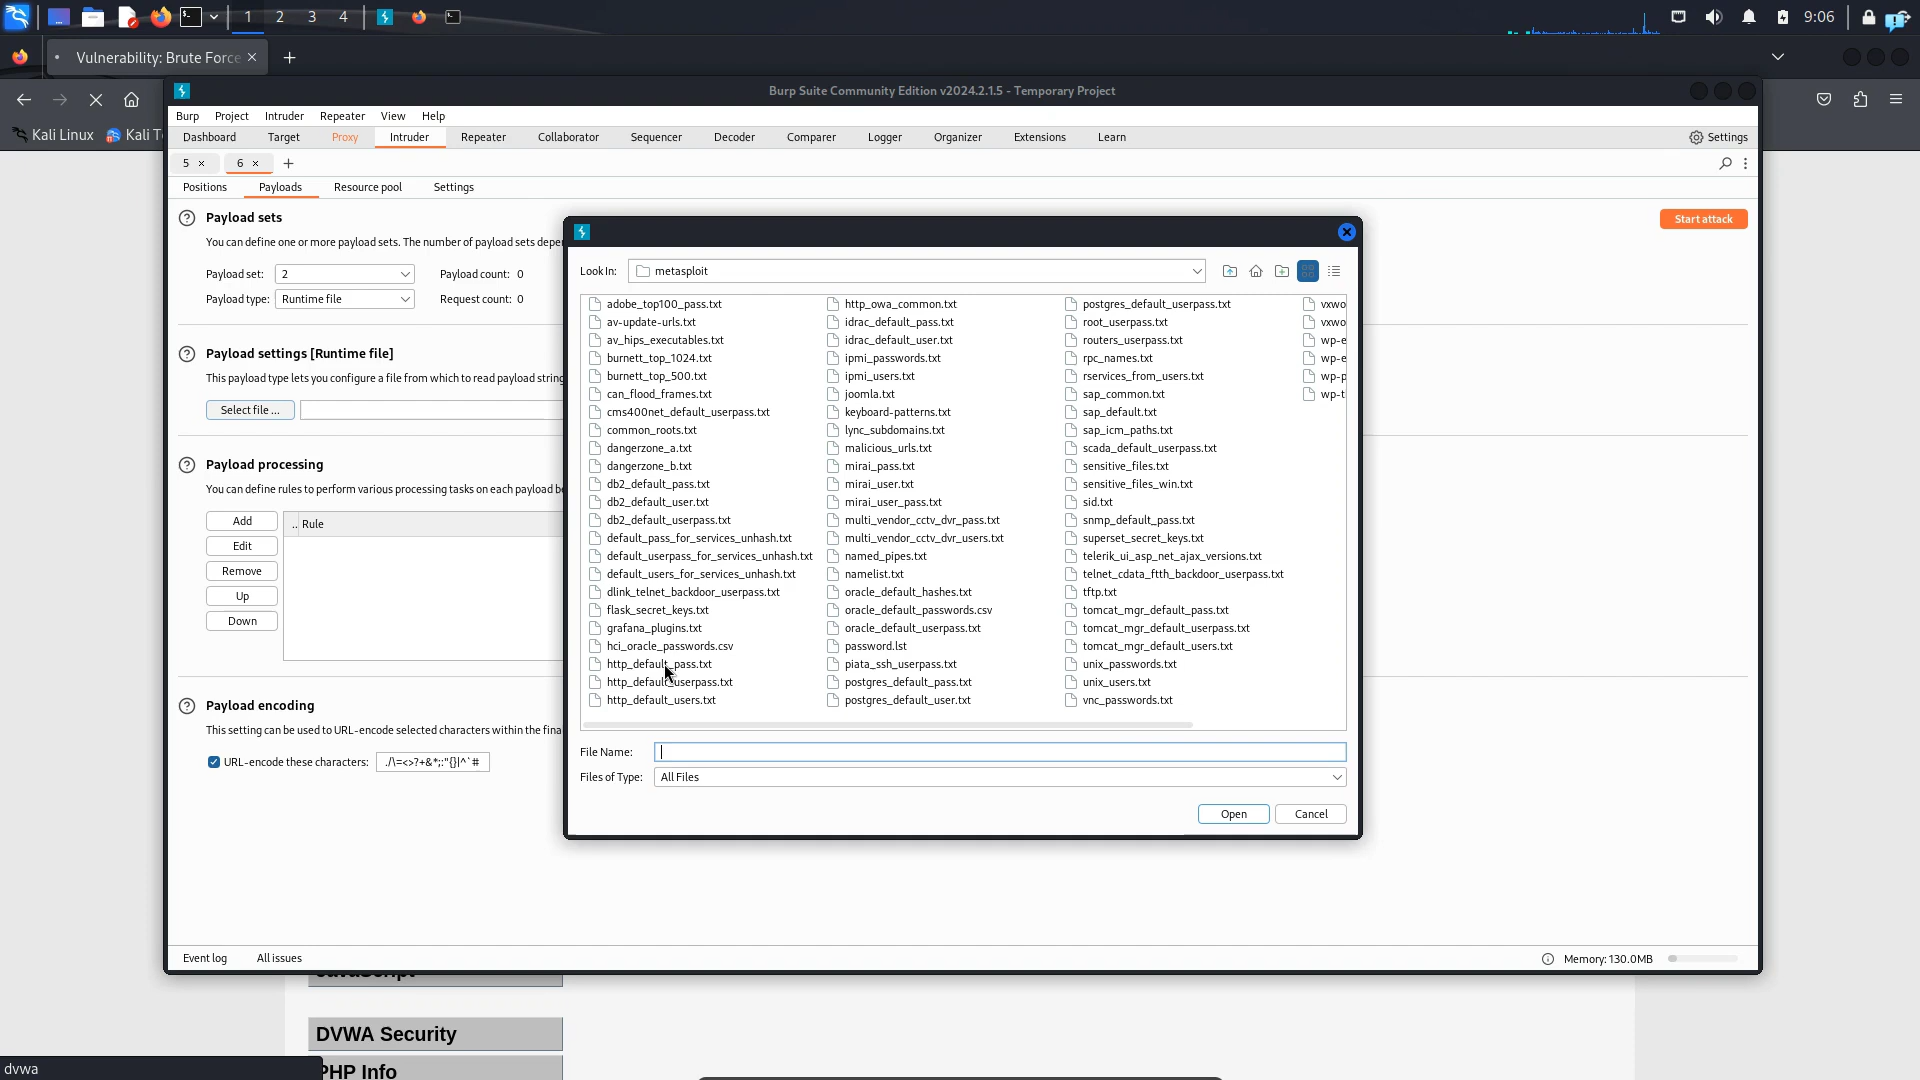 1 2 3 4 9:06
Vulnerability: Brute Force
Burp Suite Community Edition v2024.2.1.5 - Temporary Project
Kali Linux Kali T
Burp Project Intruder Repeater View Help
Dashboard Target Proxy Intruder Repeater Collaborator Sequencer Decoder Comparer Logger Organizer Extensions Learn Settings
5 × 6 × +
Positions Payloads Resource pool Settings
Payload sets
Start attack
You can define one or more payload sets. The number of payload sets depe
Payload set: 2 Payload count: 0
Payload type: Runtime file Request count: 0
Payload settings [Runtime file]
This payload type lets you configure a file from which to read payload string
Select file ...
Payload processing
You can define rules to perform various processing tasks on each payload be
Add
Edit
Remove
Up
Down
.. Rule
Payload encoding
This setting can be used to URL-encode selected characters within the fina
URL-encode these characters: ./\=<>?+&*;:"{}|^`#
Look In: metasploit
adobe_top100_pass.txt
av-update-urls.txt
av_hips_executables.txt
burnett_top_1024.txt
burnett_top_500.txt
can_flood_frames.txt
cms400net_default_userpass.txt
common_roots.txt
dangerzone_a.txt
dangerzone_b.txt
db2_default_pass.txt
db2_default_user.txt
db2_default_userpass.txt
default_pass_for_services_unhash.txt
default_userpass_for_services_unhash.txt
default_users_for_services_unhash.txt
dlink_telnet_backdoor_userpass.txt
flask_secret_keys.txt
grafana_plugins.txt
hci_oracle_passwords.csv
http_default_pass.txt
http_default_userpass.txt
http_default_users.txt
http_owa_common.txt
idrac_default_pass.txt
idrac_default_user.txt
ipmi_passwords.txt
ipmi_users.txt
joomla.txt
keyboard-patterns.txt
lync_subdomains.txt
malicious_urls.txt
mirai_pass.txt
mirai_user.txt
mirai_user_pass.txt
multi_vendor_cctv_dvr_pass.txt
multi_vendor_cctv_dvr_users.txt
named_pipes.txt
namelist.txt
oracle_default_hashes.txt
oracle_default_passwords.csv
oracle_default_userpass.txt
password.lst
piata_ssh_userpass.txt
postgres_default_pass.txt
postgres_default_user.txt
postgres_default_userpass.txt
root_userpass.txt
routers_userpass.txt
rpc_names.txt
rservices_from_users.txt
sap_common.txt
sap_default.txt
sap_icm_paths.txt
scada_default_userpass.txt
sensitive_files.txt
sensitive_files_win.txt
sid.txt
snmp_default_pass.txt
superset_secret_keys.txt
telerik_ui_asp_net_ajax_versions.txt
telnet_cdata_ftth_backdoor_userpass.txt
tftp.txt
tomcat_mgr_default_pass.txt
tomcat_mgr_default_userpass.txt
tomcat_mgr_default_users.txt
unix_passwords.txt
unix_users.txt
vnc_passwords.txt
vxwo
vxwo
wp-e
wp-e
wp-p
wp-t
File Name:
Files of Type: All Files
Open Cancel
Event log All issues Memory: 130.0MB
JavaScript
DVWA Security
PHP Info
dvwa